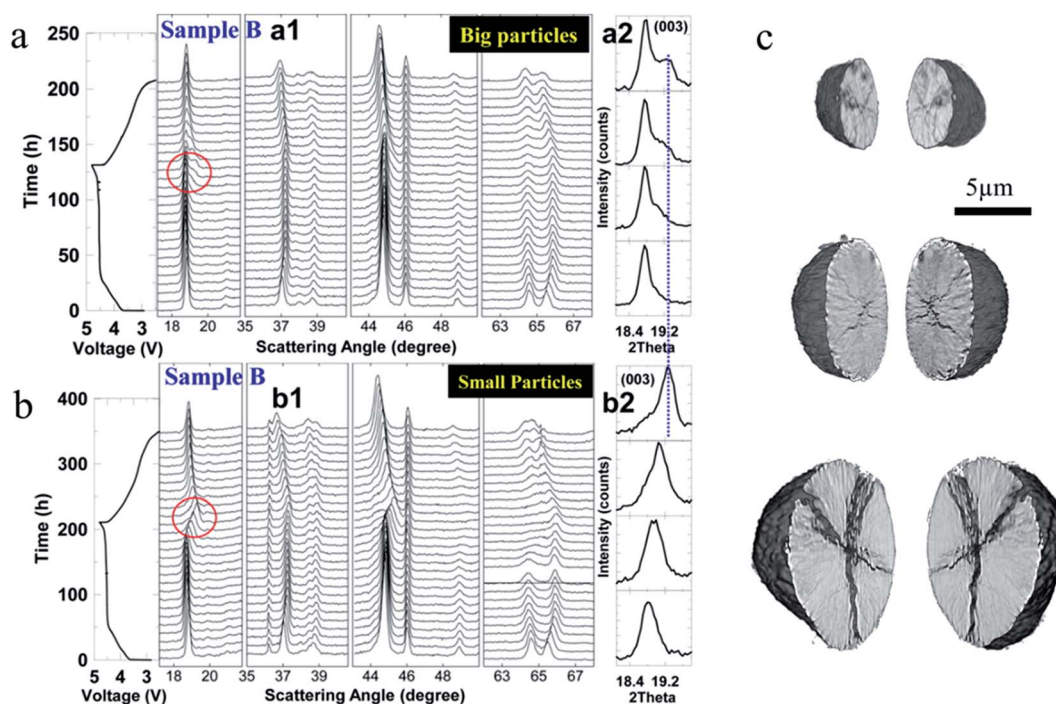 a
Sample B
a1
Big particles
a2
(003)
c
250
200
150
100
50
0
Time (h)
5 4 3
Voltage (V)
18 20
35 37 39
44 46 48
65 67
Scattering Angle (degree)
Intensity (counts)
18.4 19.2
2Theta
5μm
b
Sample B
b1
Small Particles
b2
(003)
400
300
200
100
0
Time (h)
5 4 3
Voltage (V)
18 20
35 37 39
44 46 48
65 67
Scattering Angle (degree)
Intensity (counts)
18.4 19.2
2Theta